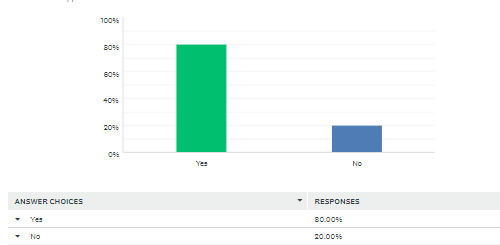 100%
80%
60%
40%
20%
0%
Yes No
ANSWER CHOICES RESPONSES
Yes 80.00%
No 20.00%